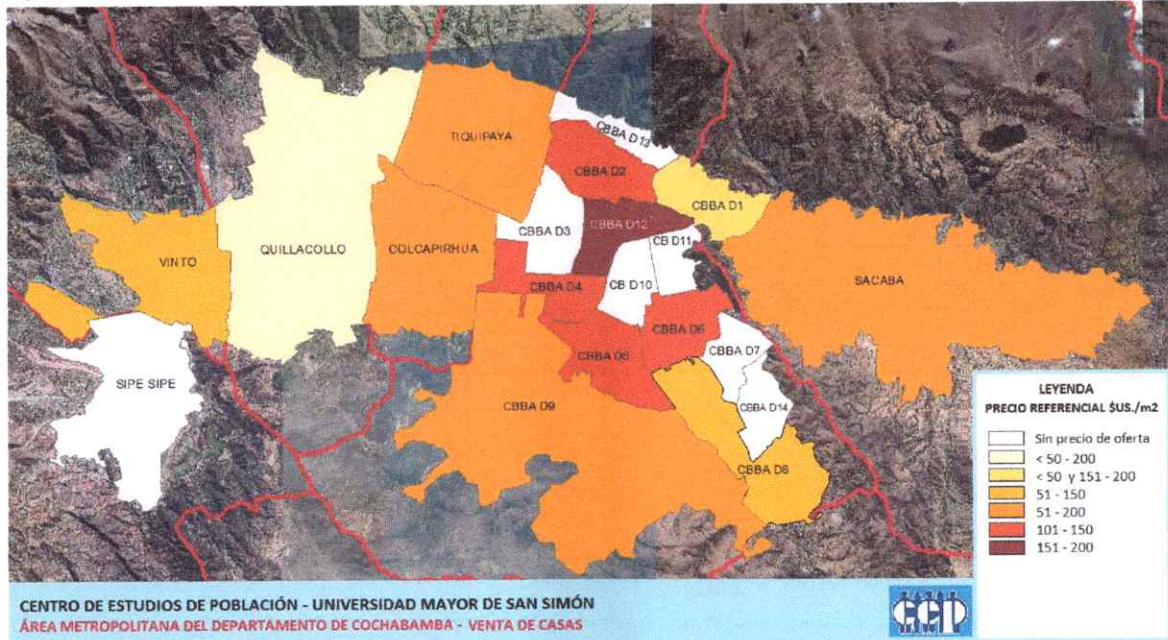 TIQUIPAYA
CBBA D13
CBBA D2
CBBA D1
CBBA D12
CBBA D3
CB D11
QUILLACOLLO
COLCAPIRHUA
VINTO
CBBA D4
CB D10
SACABA
CBBA D6
CBBA D5
CBBA D7
SIPE SIPE
CBBA D9
CBBA D14
CBBA D8
LEYENDA
PRECIO REFERENCIAL $US./m2
Sin precio de oferta
< 50 - 200
< 50 y 151 - 200
51 - 150
51 - 200
101 - 150
151 - 200
CENTRO DE ESTUDIOS DE POBLACIÓN - UNIVERSIDAD MAYOR DE SAN SIMÓN
ÁREA METROPOLITANA DEL DEPARTAMENTO DE COCHABAMBA - VENTA DE CASAS